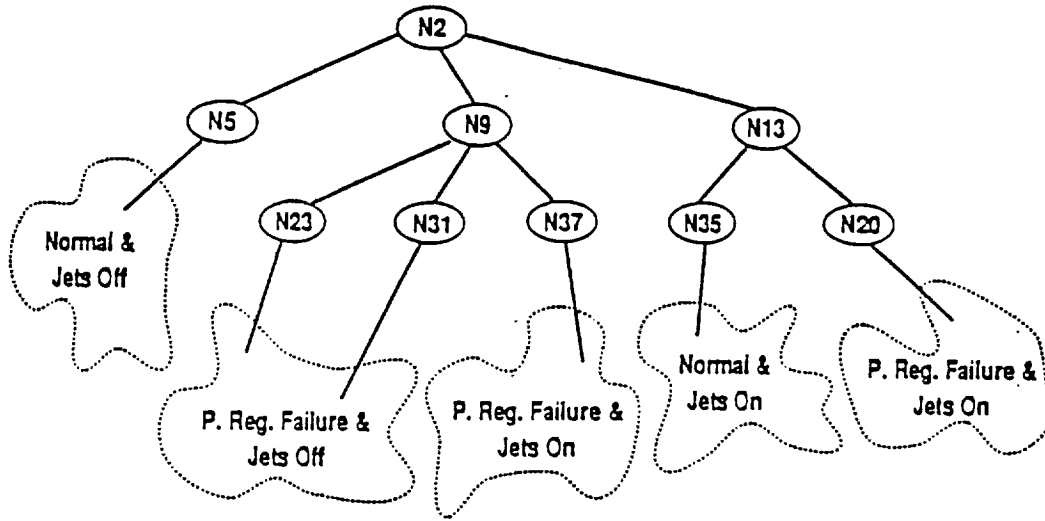 N2
N5
N9
N13
N23
N31
N37
N35
N20
Normal &
Jets Off
P. Reg. Failure &
Jets Off
P. Reg. Failure &
Jets On
Normal &
Jets On
P. Reg. Failure &
Jets On